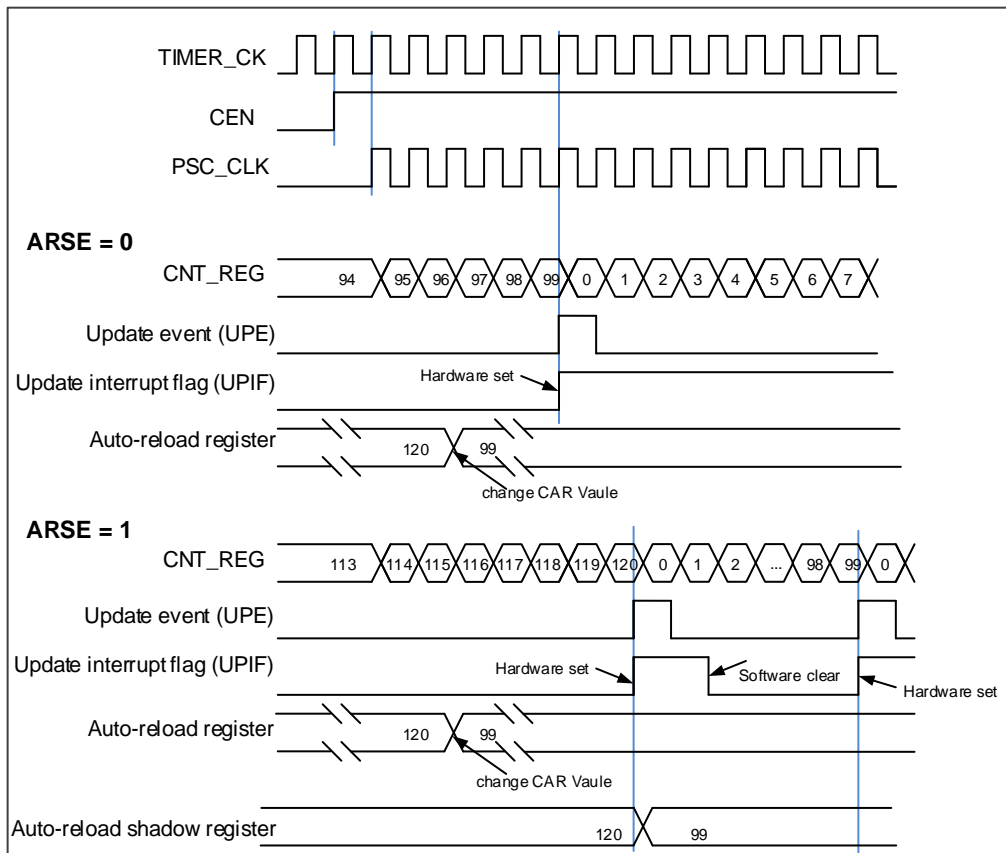 TIMER_CK
CEN
PSC_CLK
ARSE = 0
CNT_REG 94 95 96 97 98 99 0 1 2 3 4 5 6 7
Update event (UPE)
Update interrupt flag (UPIF) Hardware set
Auto-reload register 120 99
change CAR Vaule
ARSE = 1
CNT_REG 113 114 115 116 117 118 119 120 0 1 2 ... 98 99 0
Update event (UPE)
Update interrupt flag (UPIF) Hardware set Software clear Hardware set
Auto-reload register 120 99
change CAR Vaule
Auto-reload shadow register 120 99